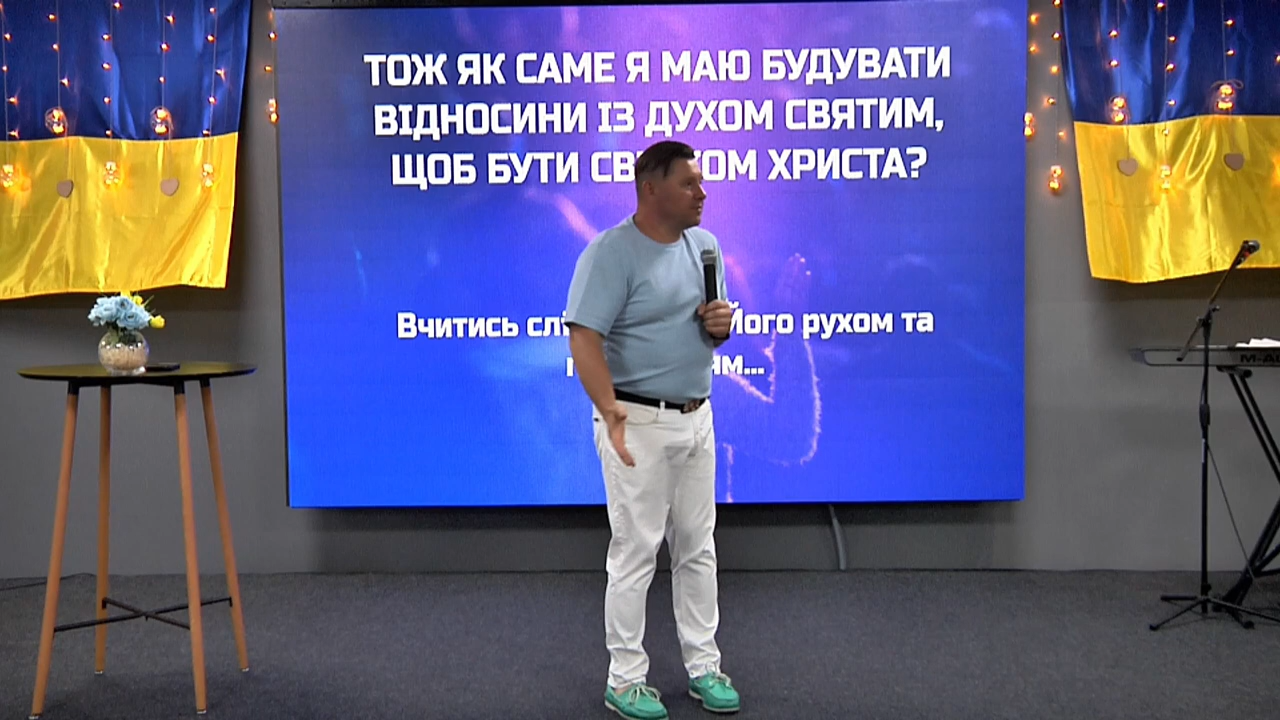 ТОЖ ЯК САМЕ Я МАЮ БУДУВАТИ
ВІДНОСИНИ ІЗ ДУХОМ СВЯТИМ,
ЩОБ БУТИ ХРИСТА?
Вчитись Його рухом та